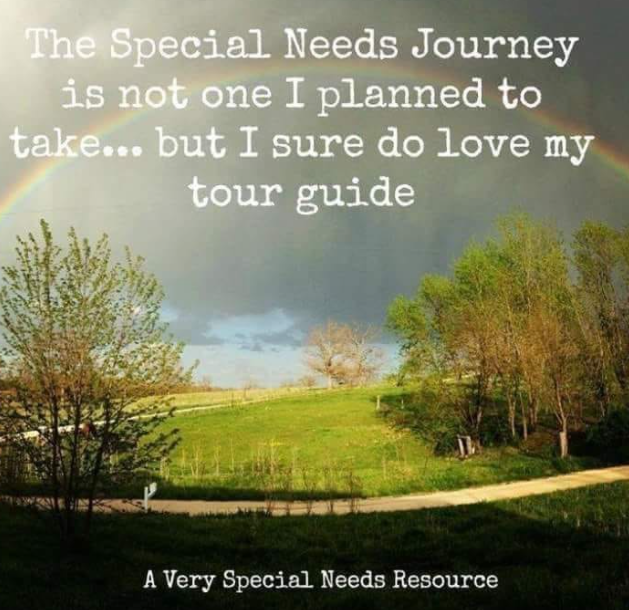 The Special Needs Journey
is not one I planned to
take... but I sure do love my
tour guide
A Very Special Needs Resource